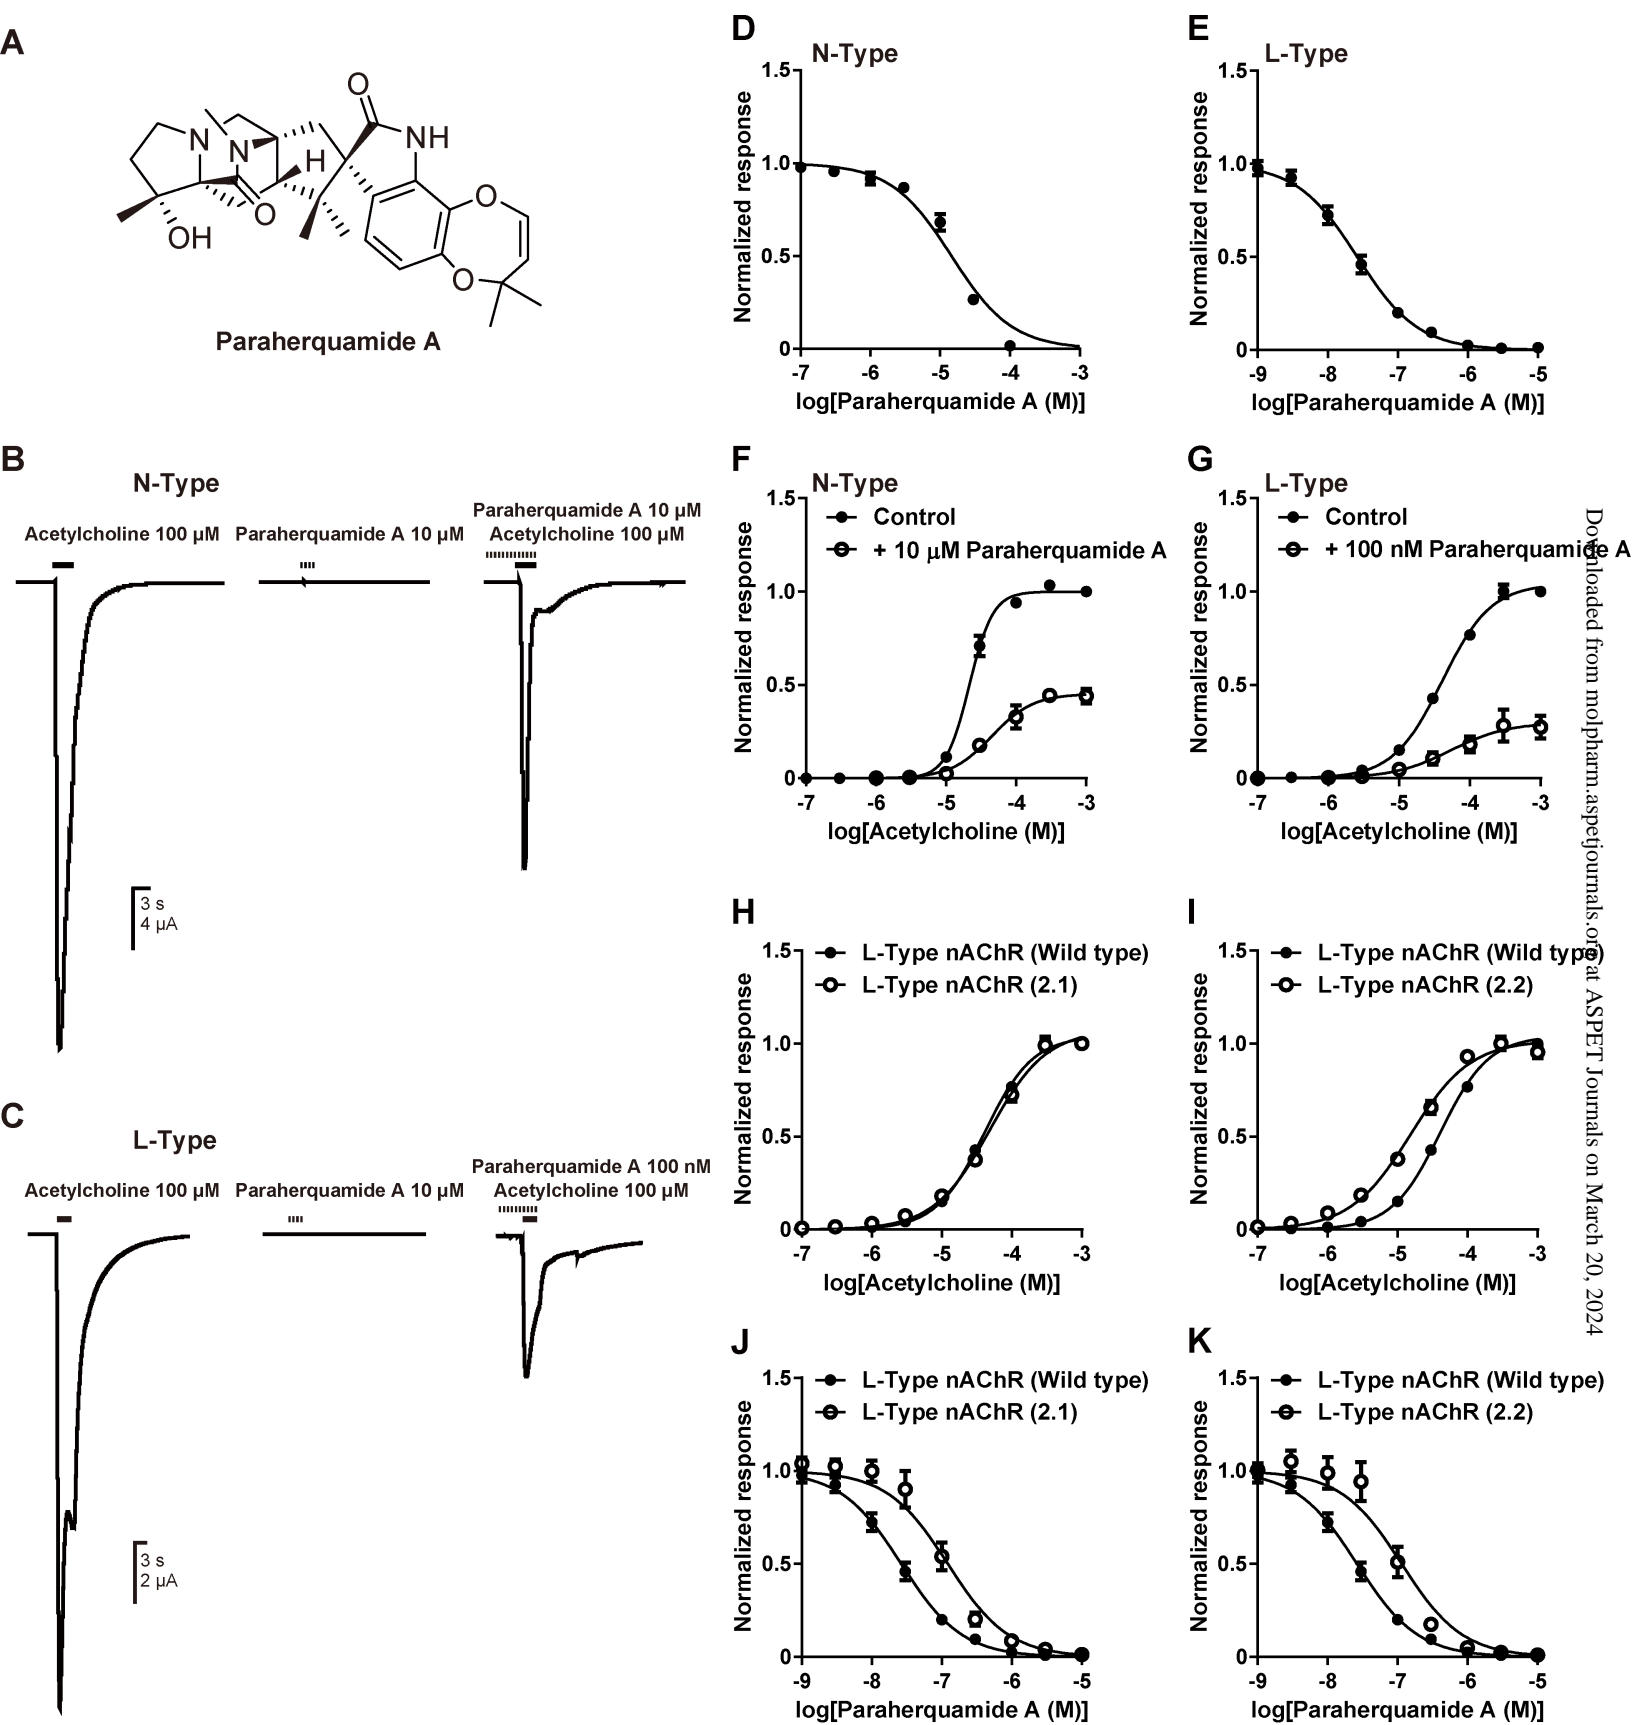 A
O
NH
N
N
H
O
O
OH
O
Paraherquamide A
B
N-Type
Acetylcholine 100 µM
Paraherquamide A 10 µM
Paraherquamide A 10 µM
Acetylcholine 100 µM
3 s
4 µA
C
L-Type
Acetylcholine 100 µM
Paraherquamide A 10 µM
Paraherquamide A 100 nM
Acetylcholine 100 µM
3 s
2 µA
D
N-Type
Normalized response
1.5
1.0
0.5
0
-7 -6 -5 -4 -3
log[Paraherquamide A (M)]
E
L-Type
Normalized response
1.5
1.0
0.5
0
-9 -8 -7 -6 -5
log[Paraherquamide A (M)]
F
N-Type
Control
+ 10 µM Paraherquamide A
Normalized response
1.5
1.0
0.5
0
-7 -6 -5 -4 -3
log[Acetylcholine (M)]
G
L-Type
Control
+ 100 nM Paraherquamide A
Normalized response
1.5
1.0
0.5
0
-7 -6 -5 -4 -3
log[Acetylcholine (M)]
H
L-Type nAChR (Wild type)
L-Type nAChR (2.1)
Normalized response
1.5
1.0
0.5
0
-7 -6 -5 -4 -3
log[Acetylcholine (M)]
I
L-Type nAChR (Wild type)
L-Type nAChR (2.2)
Normalized response
1.5
1.0
0.5
0
-7 -6 -5 -4 -3
log[Acetylcholine (M)]
J
L-Type nAChR (Wild type)
L-Type nAChR (2.1)
Normalized response
1.5
1.0
0.5
0
-9 -8 -7 -6 -5
log[Paraherquamide A (M)]
K
L-Type nAChR (Wild type)
L-Type nAChR (2.2)
Normalized response
1.5
1.0
0.5
0
-9 -8 -7 -6 -5
log[Paraherquamide A (M)]
Downloaded from molpharm.aspetjournals.org at ASPET Journals on March 20, 2024